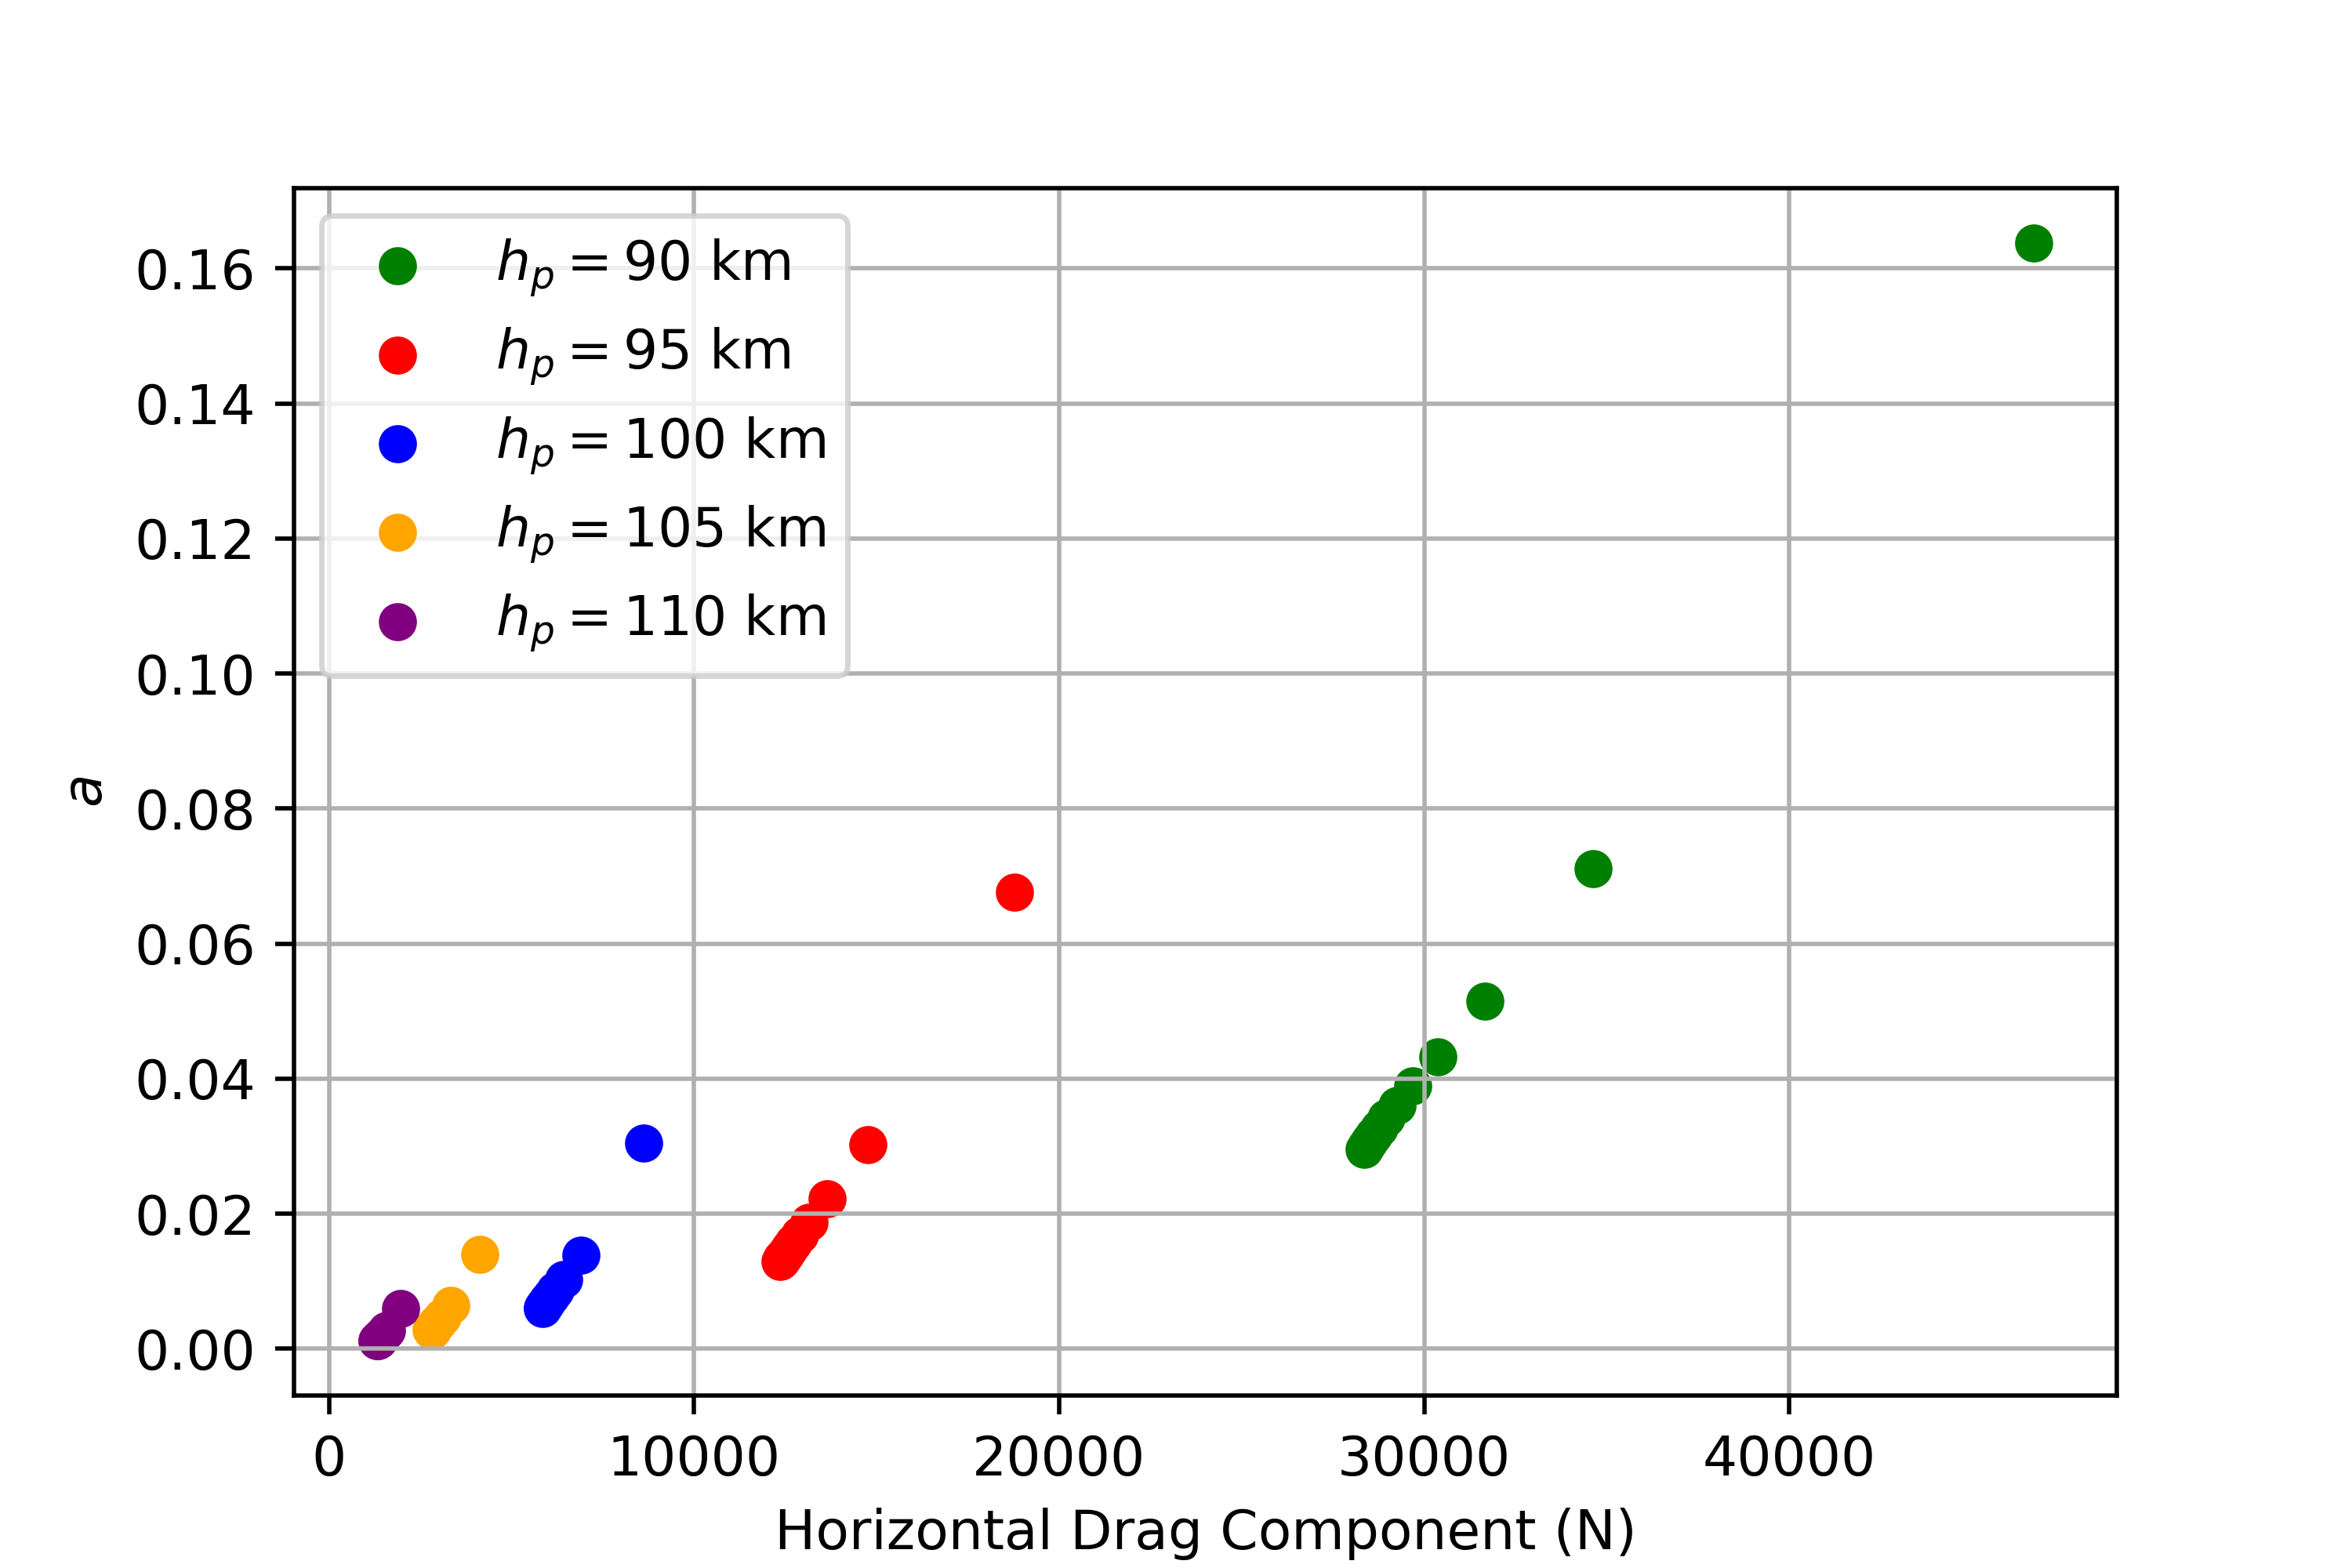 h_p = 90 km
h_p = 95 km
h_p = 100 km
h_p = 105 km
h_p = 110 km
0.16
0.14
0.12
0.10
0.08
0.06
0.04
0.02
0.00
a
0 10000 20000 30000 40000
Horizontal Drag Component (N)